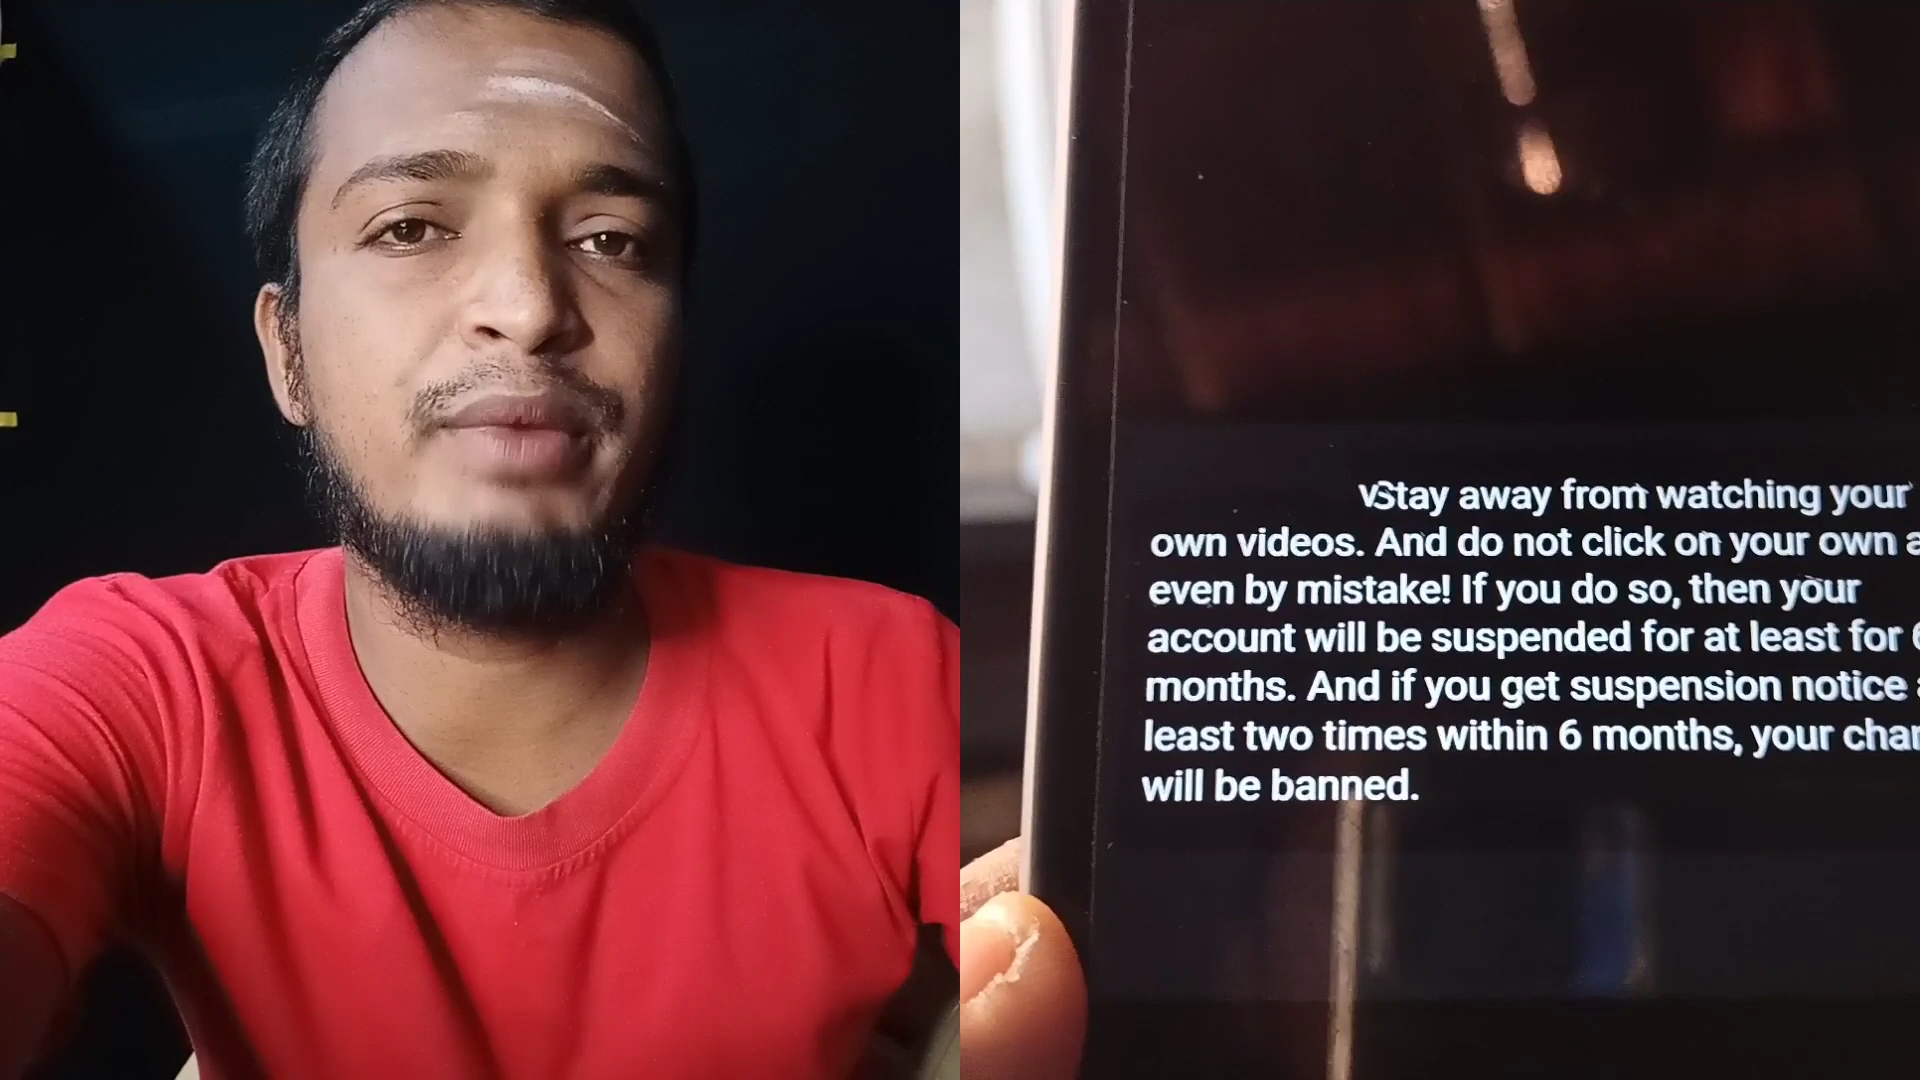 vStay away from watching your
own videos. And do not click on your own
even by mistake! If you do so, then your
account will be suspended for at least for
months. And if you get suspension notice
least two times within 6 months, your
will be banned.